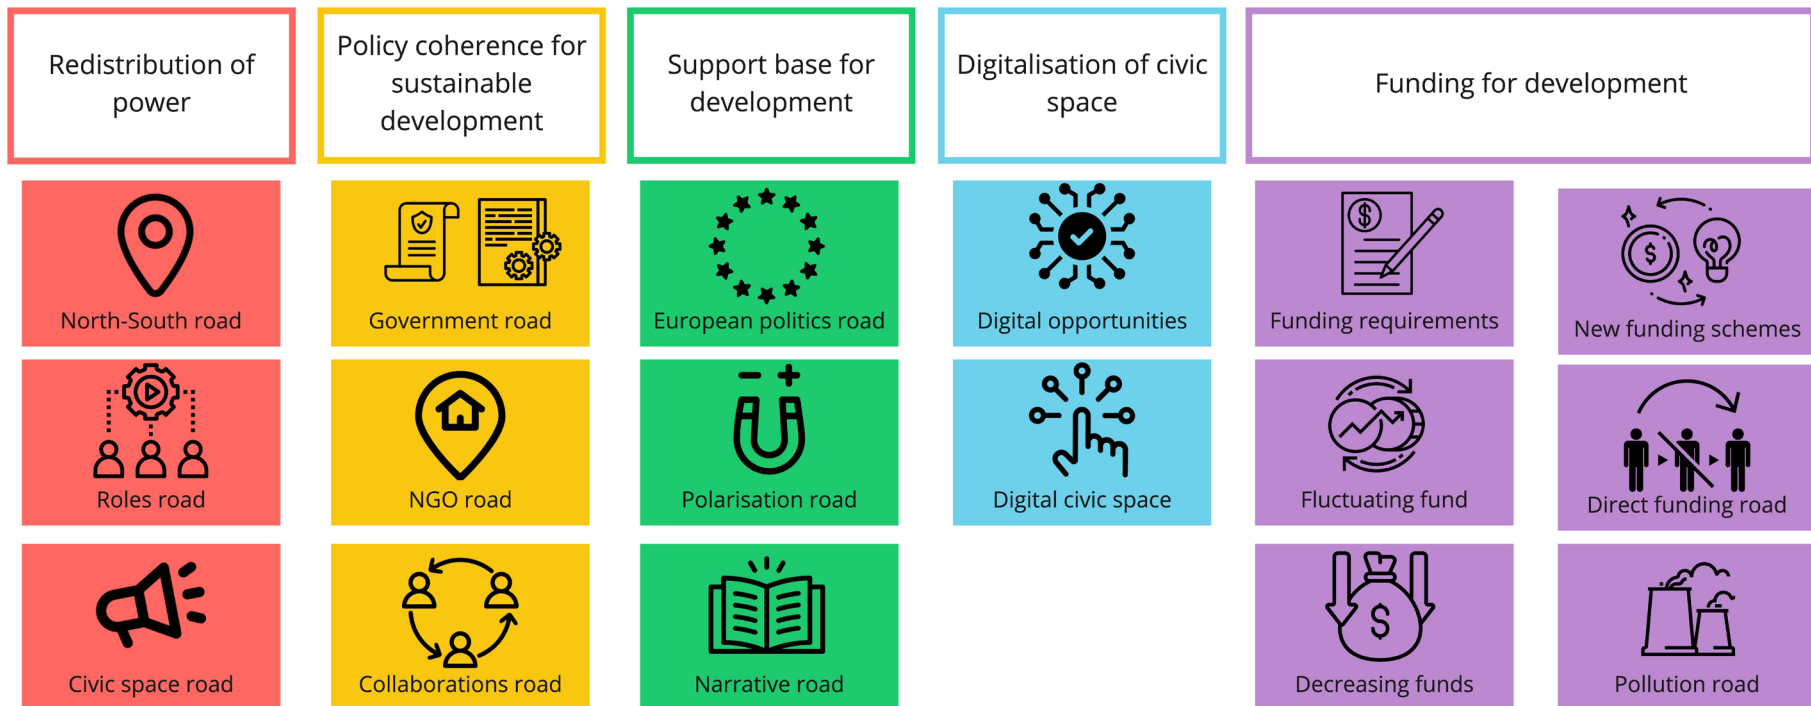 Redistribution of
power
Policy coherence for
sustainable
development
Support base for
development
Digitalisation of civic
space
Funding for development
North-South road
Government road
European politics road
Digital opportunities
$
Funding requirements
$
New funding schemes
Roles road
NGO road
Polarisation road
Digital civic space
Fluctuating fund
Direct funding road
Civic space road
Collaborations road
Narrative road
$
Decreasing funds
Pollution road